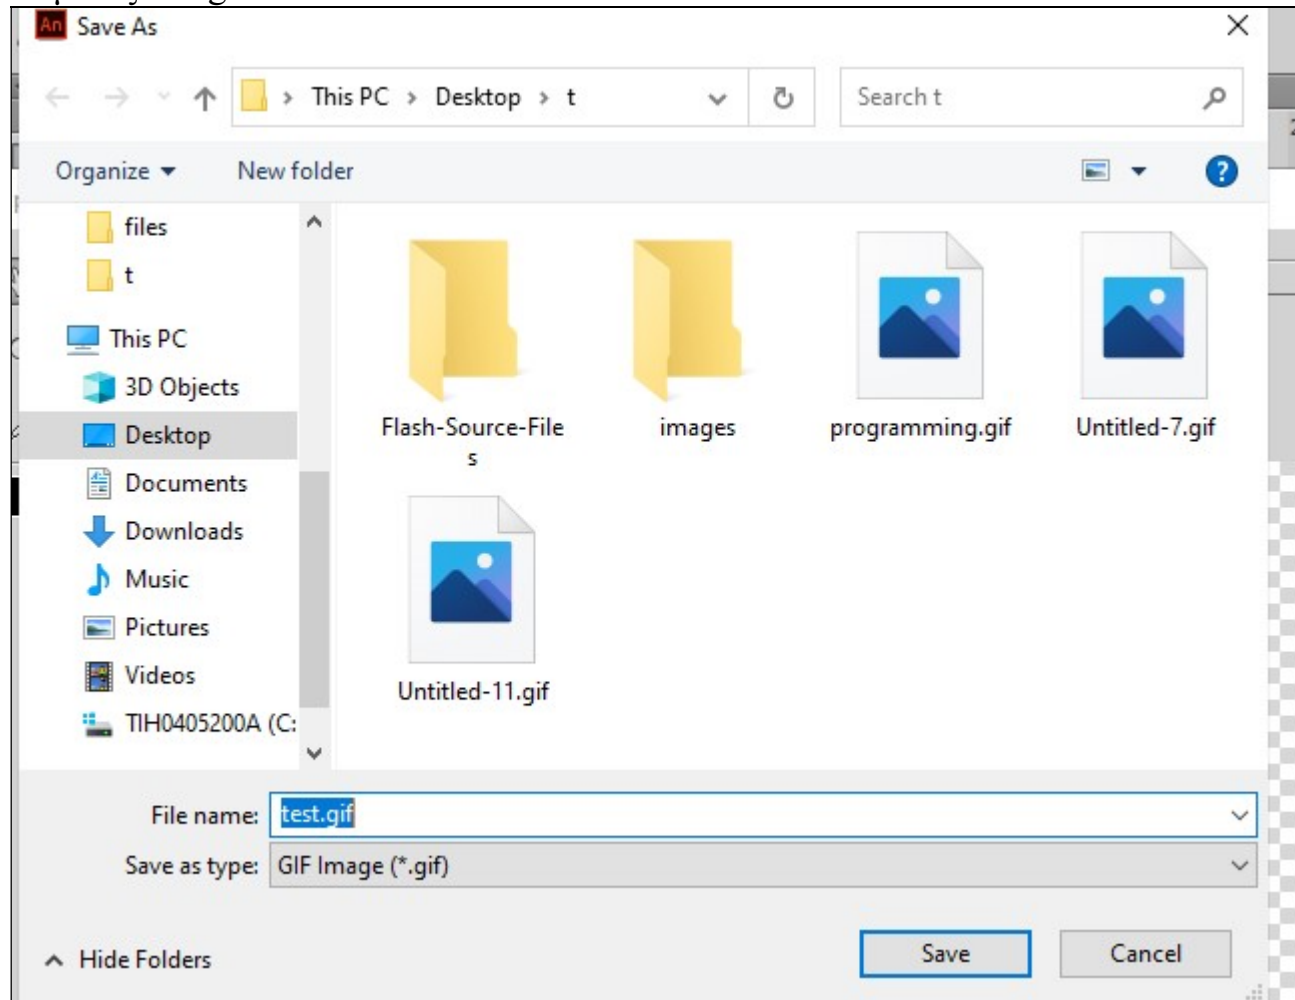 An Save As
This PC > Desktop > t
Search t
Organize
New folder
files
t
This PC
3D Objects
Desktop
Documents
Downloads
Music
Pictures
Videos
TIH0405200A (C:
Flash-Source-File
s
images
programming.gif
Untitled-7.gif
Untitled-11.gif
File name: test.gif
Save as type: GIF Image (*.gif)
Hide Folders
Save
Cancel